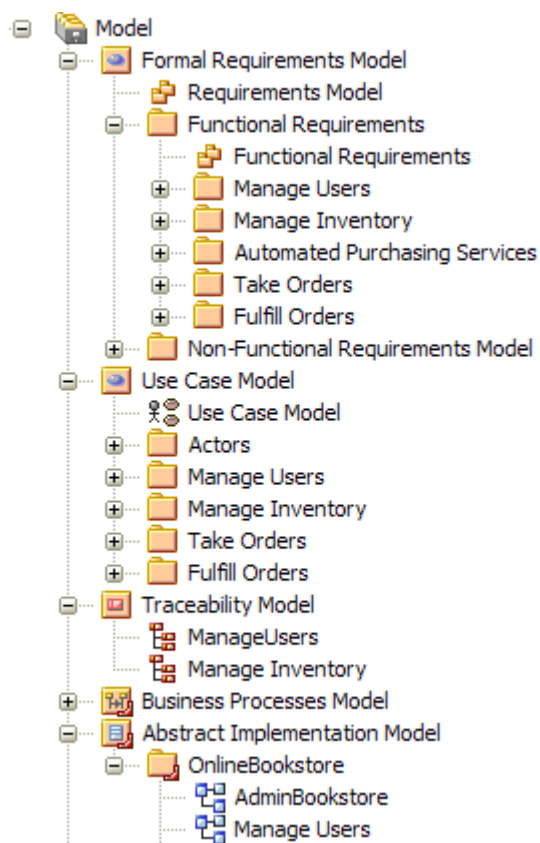 Model
Formal Requirements Model
Requirements Model
Functional Requirements
Functional Requirements
Manage Users
Manage Inventory
Automated Purchasing Services
Take Orders
Fulfill Orders
Non-Functional Requirements Model
Use Case Model
Use Case Model
Actors
Manage Users
Manage Inventory
Take Orders
Fulfill Orders
Traceability Model
ManageUsers
Manage Inventory
Business Processes Model
Abstract Implementation Model
OnlineBookstore
AdminBookstore
Manage Users